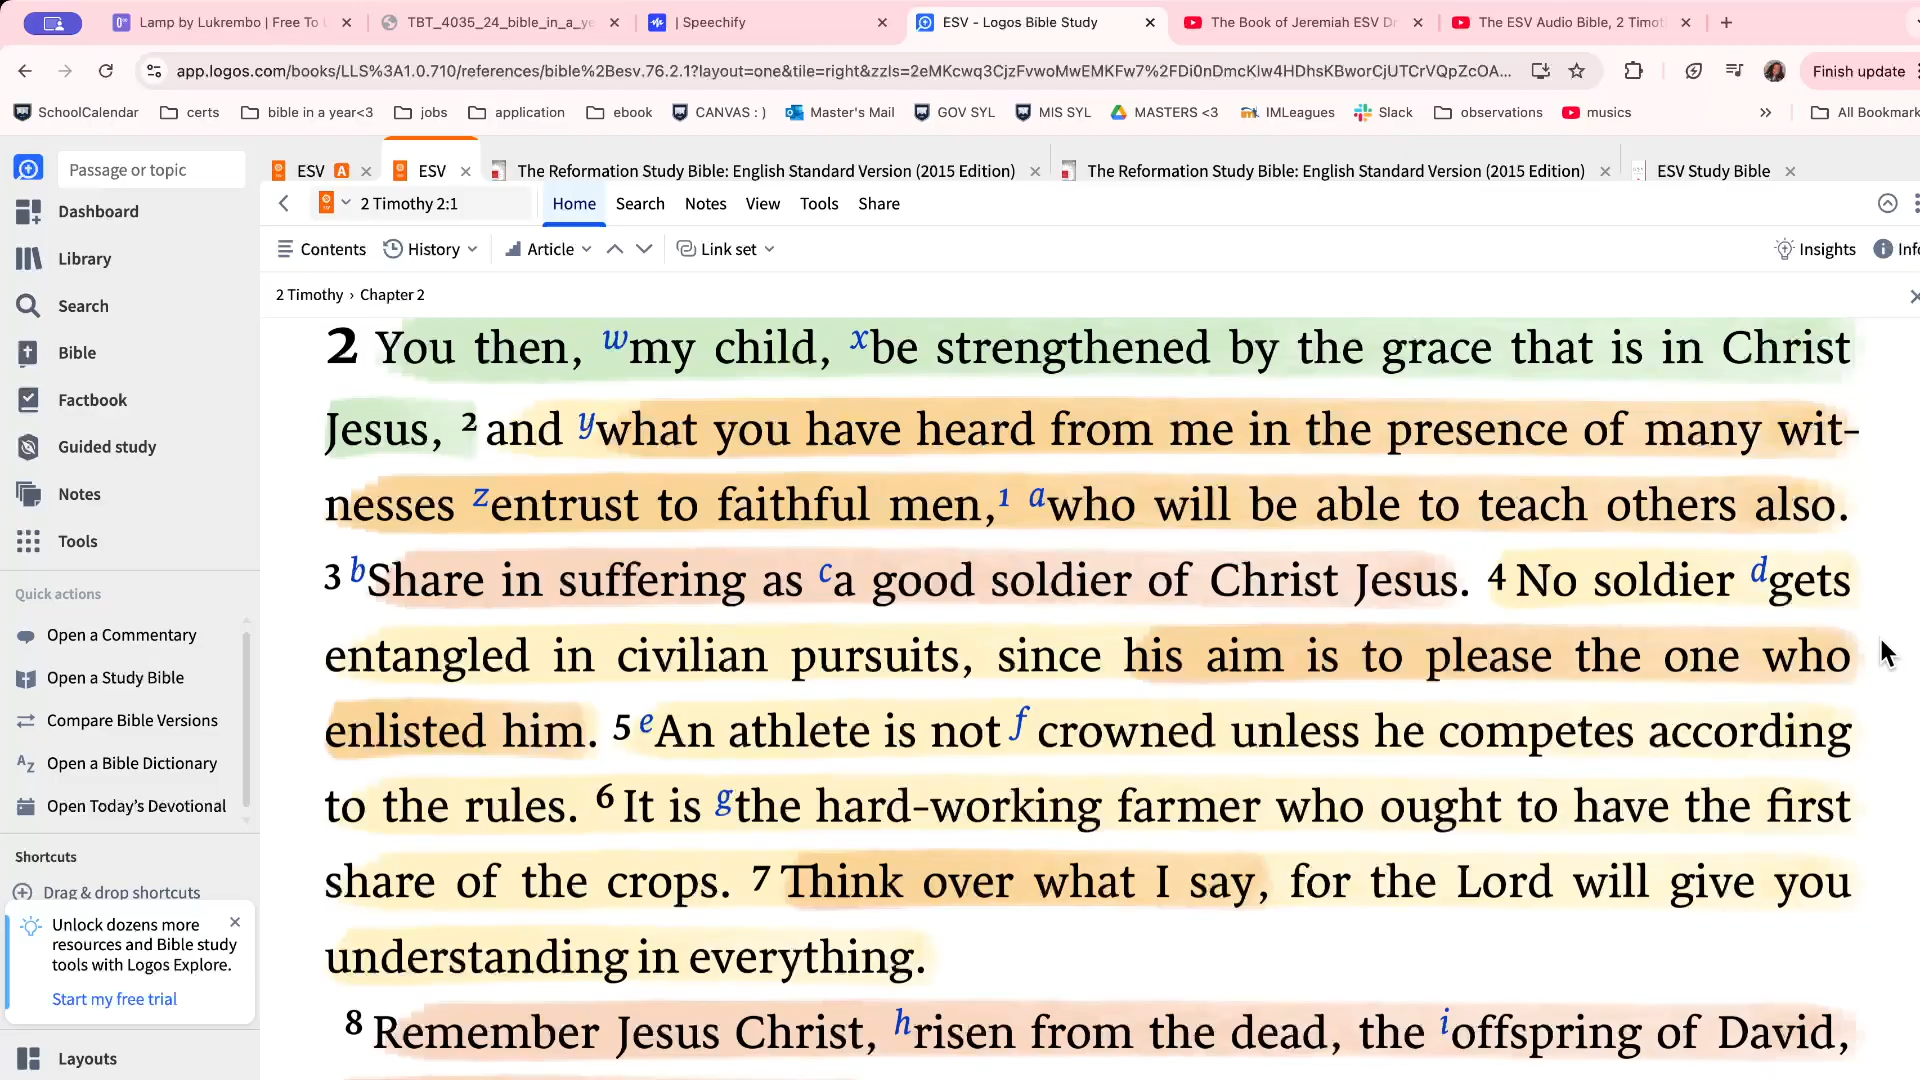 Lamp by Lukrembo | Free To
TBT_4035_24_bible_in_a_ye
| Speechify
ESV - Logos Bible Study
The Book of Jeremiah ESV Dr
The ESV Audio Bible, 2 Timot
app.logos.com/books/LLS%3A1.0.710/references/bible%2Besv.76.2.1?layout=one&tile=right&zzls=2eMKcwq3CjzFvwoMwEMKFw7%2FDi0nDmcKlw4HDhsKBworCjUTCrVQpZcOA...
Finish update
SchoolCalendar
certs
bible in a year<3
jobs
application
ebook
CANVAS : )
Master's Mail
GOV SYL
MIS SYL
MASTERS <3
IMLeagues
Slack
observations
musics
»
All Bookmark
Passage or topic
ESV A
ESV
The Reformation Study Bible: English Standard Version (2015 Edition)
The Reformation Study Bible: English Standard Version (2015 Edition)
ESV Study Bible
2 Timothy 2:1
Home
Search
Notes
View
Tools
Share
Contents
History
Article
Link set
Insights
Info
2 Timothy › Chapter 2
Dashboard
Library
Search
Bible
Factbook
Guided study
Notes
Tools
Quick actions
Open a Commentary
Open a Study Bible
Compare Bible Versions
Open a Bible Dictionary
Open Today's Devotional
Shortcuts
Drag & drop shortcuts
Unlock dozens more
resources and Bible study
tools with Logos Explore.
Start my free trial
Layouts
2 You then, w my child, x be strengthened by the grace that is in Christ
Jesus, 2 and y what you have heard from me in the presence of many wit-
nesses z entrust to faithful men, 1 a who will be able to teach others also.
3 b Share in suffering as c a good soldier of Christ Jesus. 4 No soldier d gets
entangled in civilian pursuits, since his aim is to please the one who
enlisted him. 5 e An athlete is not f crowned unless he competes according
to the rules. 6 It is g the hard-working farmer who ought to have the first
share of the crops. 7 Think over what I say, for the Lord will give you
understanding in everything.
8 Remember Jesus Christ, h risen from the dead, the i offspring of David,